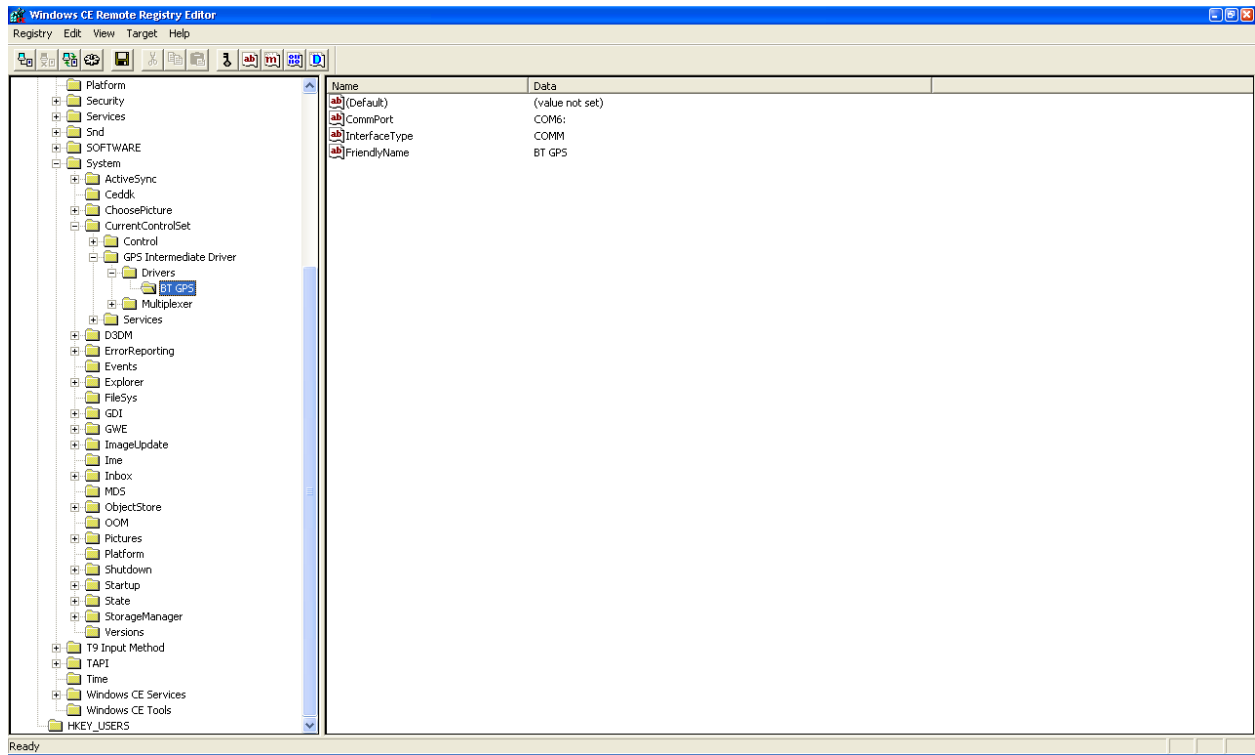 Windows CE Remote Registry Editor
Registry Edit View Target Help
Platform
Security
Services
Snd
SOFTWARE
System
ActiveSync
Ceddk
ChoosePicture
CurrentControlSet
Control
GPS Intermediate Driver
Drivers
BT GPS
Multiplexer
Services
D3DM
ErrorReporting
Events
Explorer
FileSys
GDI
GWE
ImageUpdate
Ime
Inbox
MDS
ObjectStore
OOM
Pictures
Platform
Shutdown
Startup
State
StorageManager
Versions
T9 Input Method
TAPI
Time
Windows CE Services
Windows CE Tools
HKEY_USERS
Name Data
(Default) (value not set)
CommPort COM6:
InterfaceType COMM
FriendlyName BT GPS
Ready